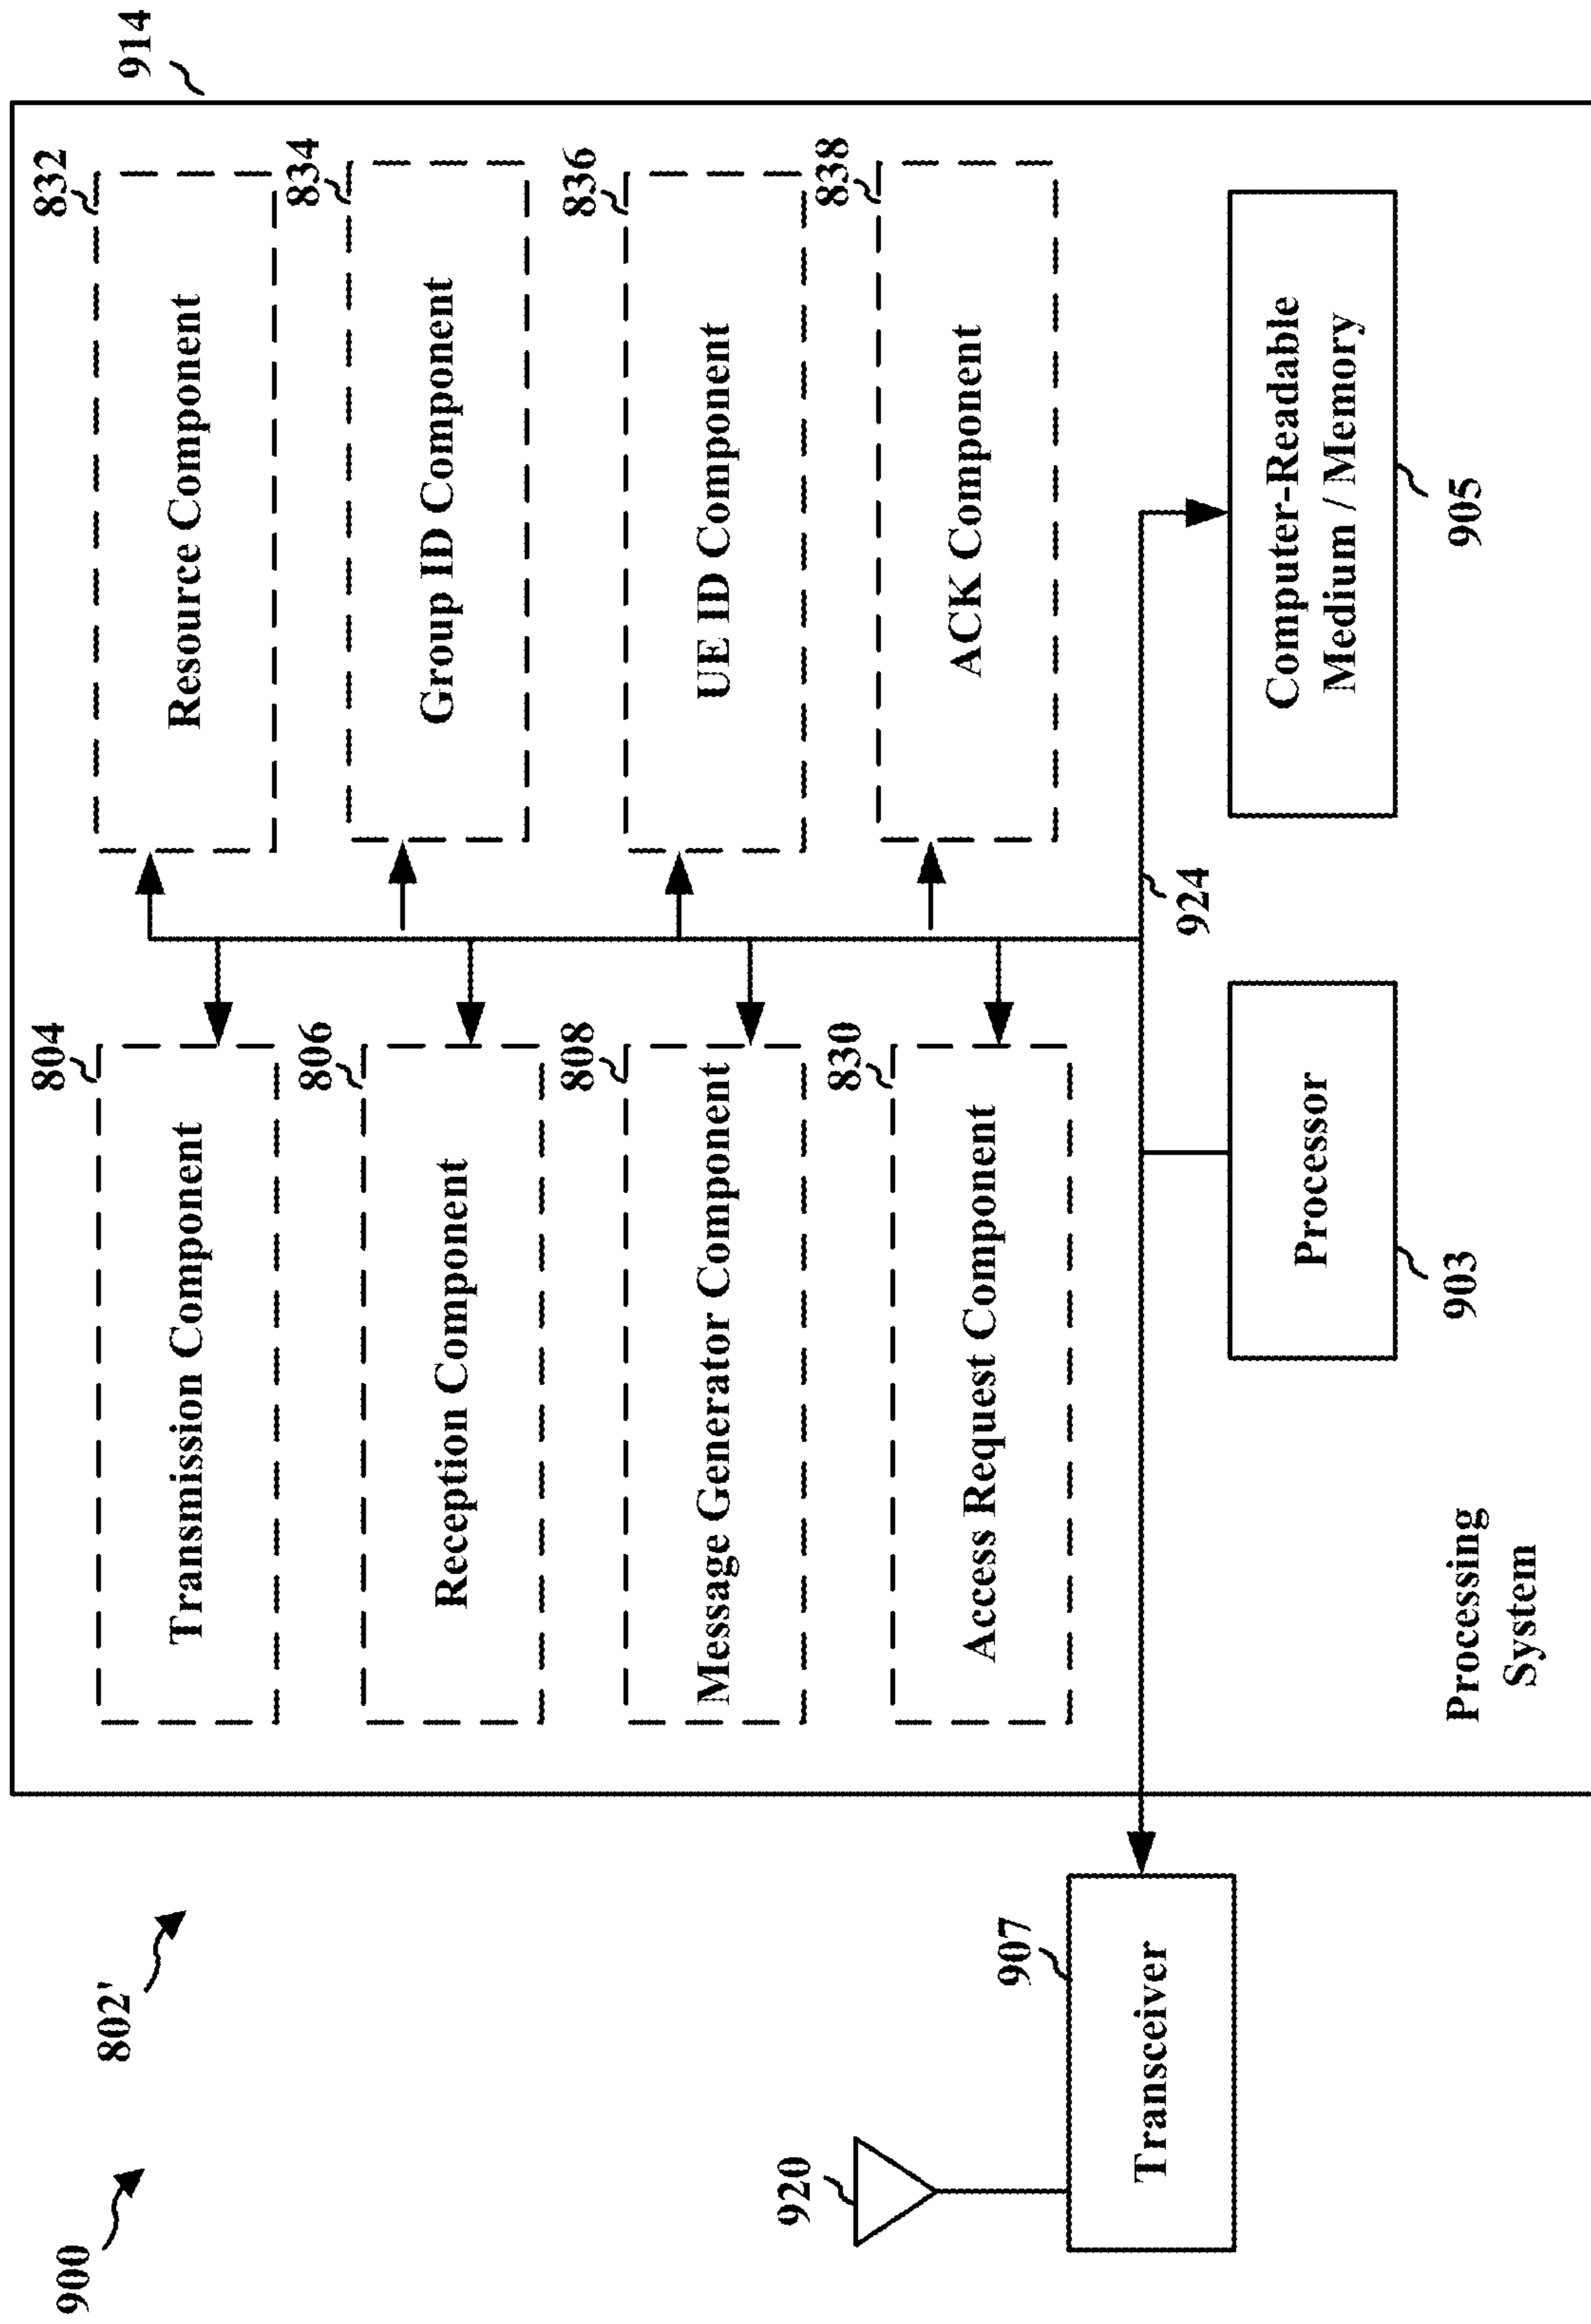 900
802'
914
804
Transmission Component
832
Resource Component
806
Reception Component
834
Group ID Component
808
Message Generator Component
836
UE ID Component
830
Access Request Component
838
ACK Component
920
907
Transceiver
924
Processor
903
Computer-Readable
Medium / Memory
905
Processing
System